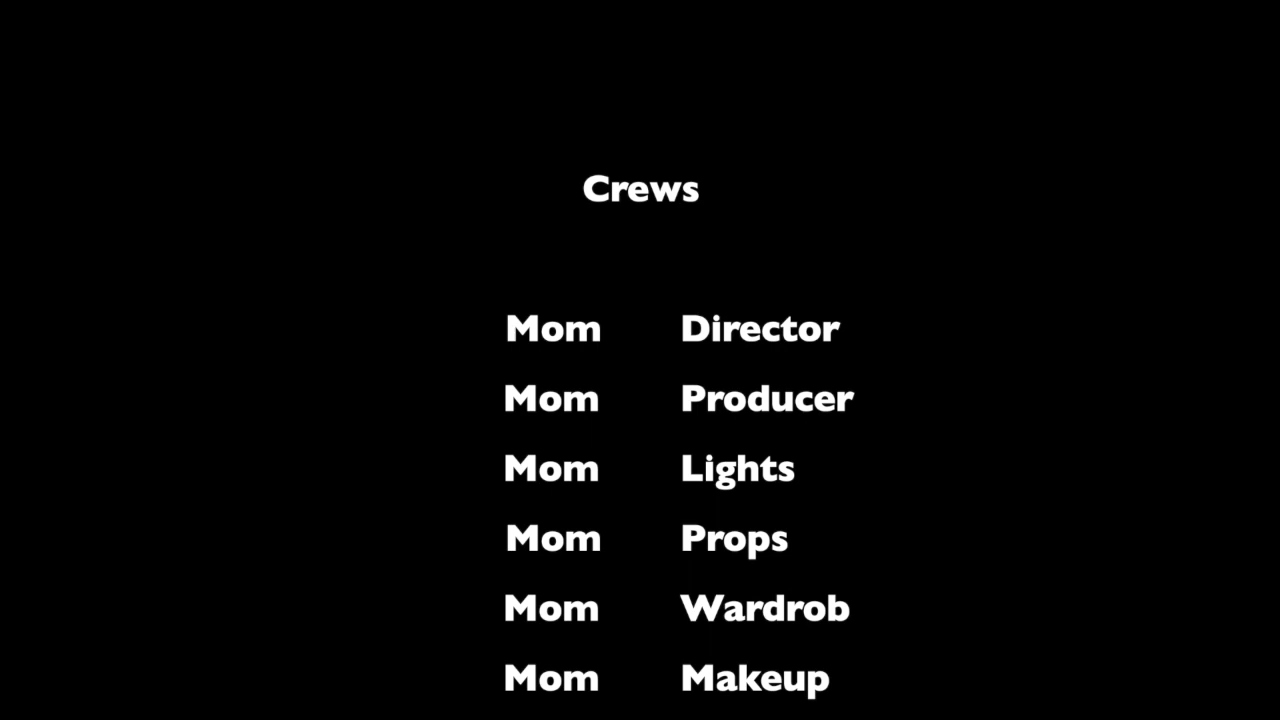 Crews
Mom Director
Mom Producer
Mom Lights
Mom Props
Mom Wardrob
Mom Makeup